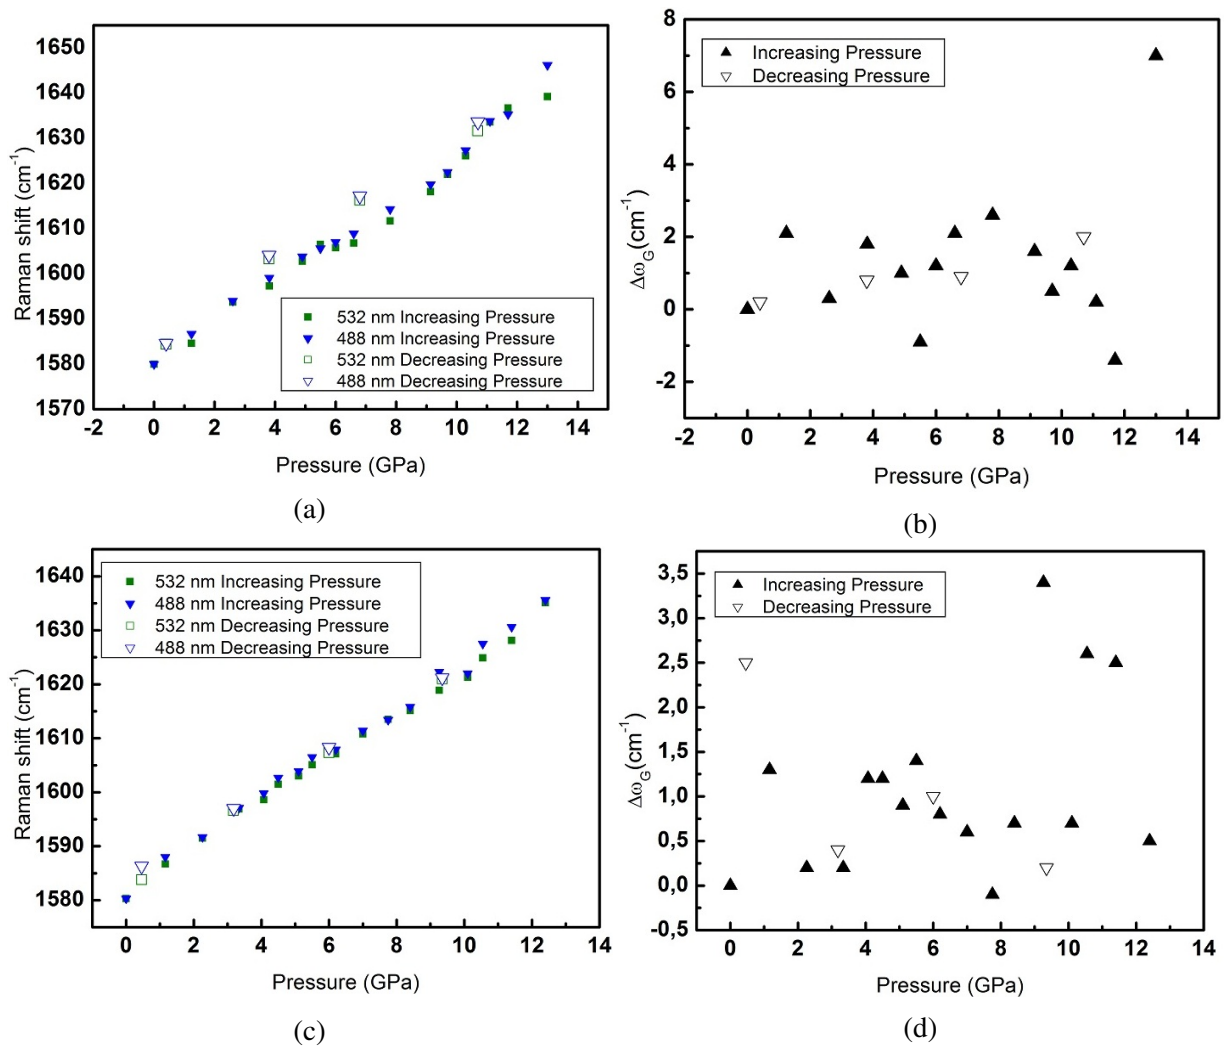 1650
1640
1630
1620
1610
1600
1590
1580
1570
Raman shift (cm⁻¹)
532 nm Increasing Pressure
488 nm Increasing Pressure
532 nm Decreasing Pressure
488 nm Decreasing Pressure
-2 0 2 4 6 8 10 12 14
Pressure (GPa)
(a)
8
6
4
2
0
-2
Δω_G(cm⁻¹)
Increasing Pressure
Decreasing Pressure
-2 0 2 4 6 8 10 12 14
Pressure (GPa)
(b)
1640
1630
1620
1610
1600
1590
1580
Raman shift (cm⁻¹)
532 nm Increasing Pressure
488 nm Increasing Pressure
532 nm Decreasing Pressure
488 nm Decreasing Pressure
0 2 4 6 8 10 12 14
Pressure (GPa)
(c)
3,5
3,0
2,5
2,0
1,5
1,0
0,5
0,0
-0,5
Δω_G(cm⁻¹)
Increasing Pressure
Decreasing Pressure
0 2 4 6 8 10 12 14
Pressure (GPa)
(d)